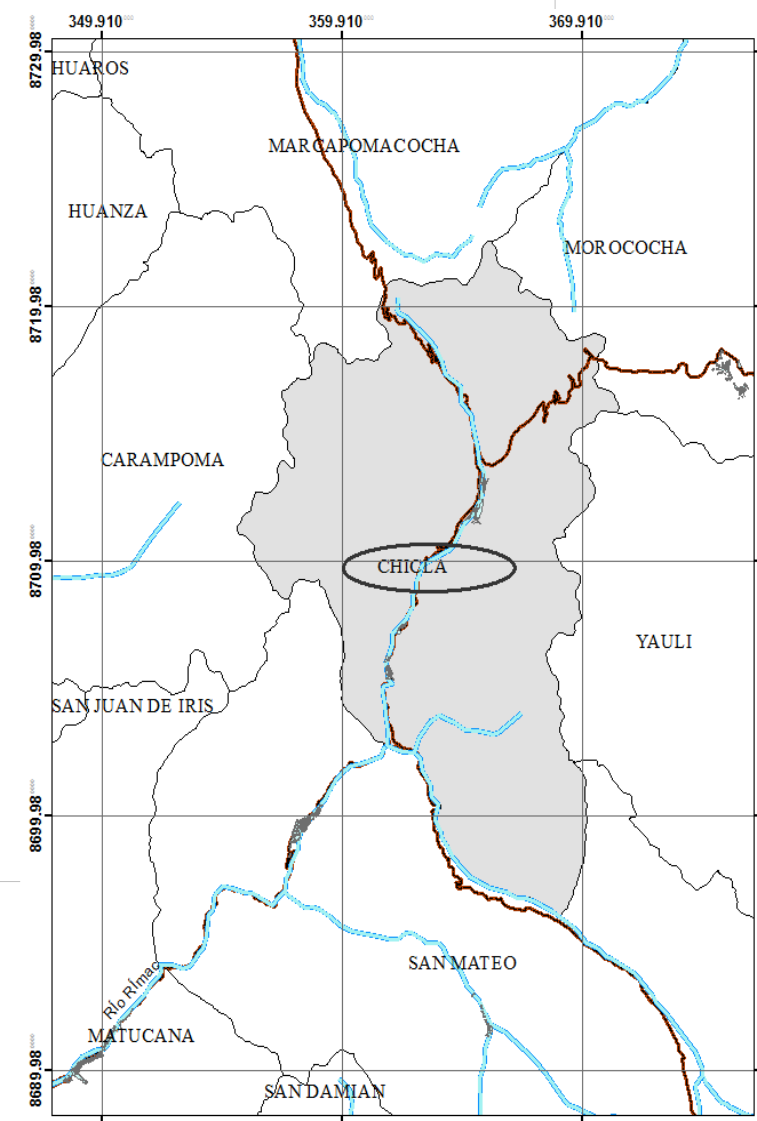 349.910 359.910 369.910
8729.98
HUAROS
MARCAPOMACOCHA
HUANZA
MOROCOCHA
8719.98
CARAMPOMA
8709.98
CHICLA
YAULI
SAN JUAN DE IRIS
8699.98
SAN MATEO
RÍo RÍmac
MATUCANA
8689.98
SAN DAMIAN